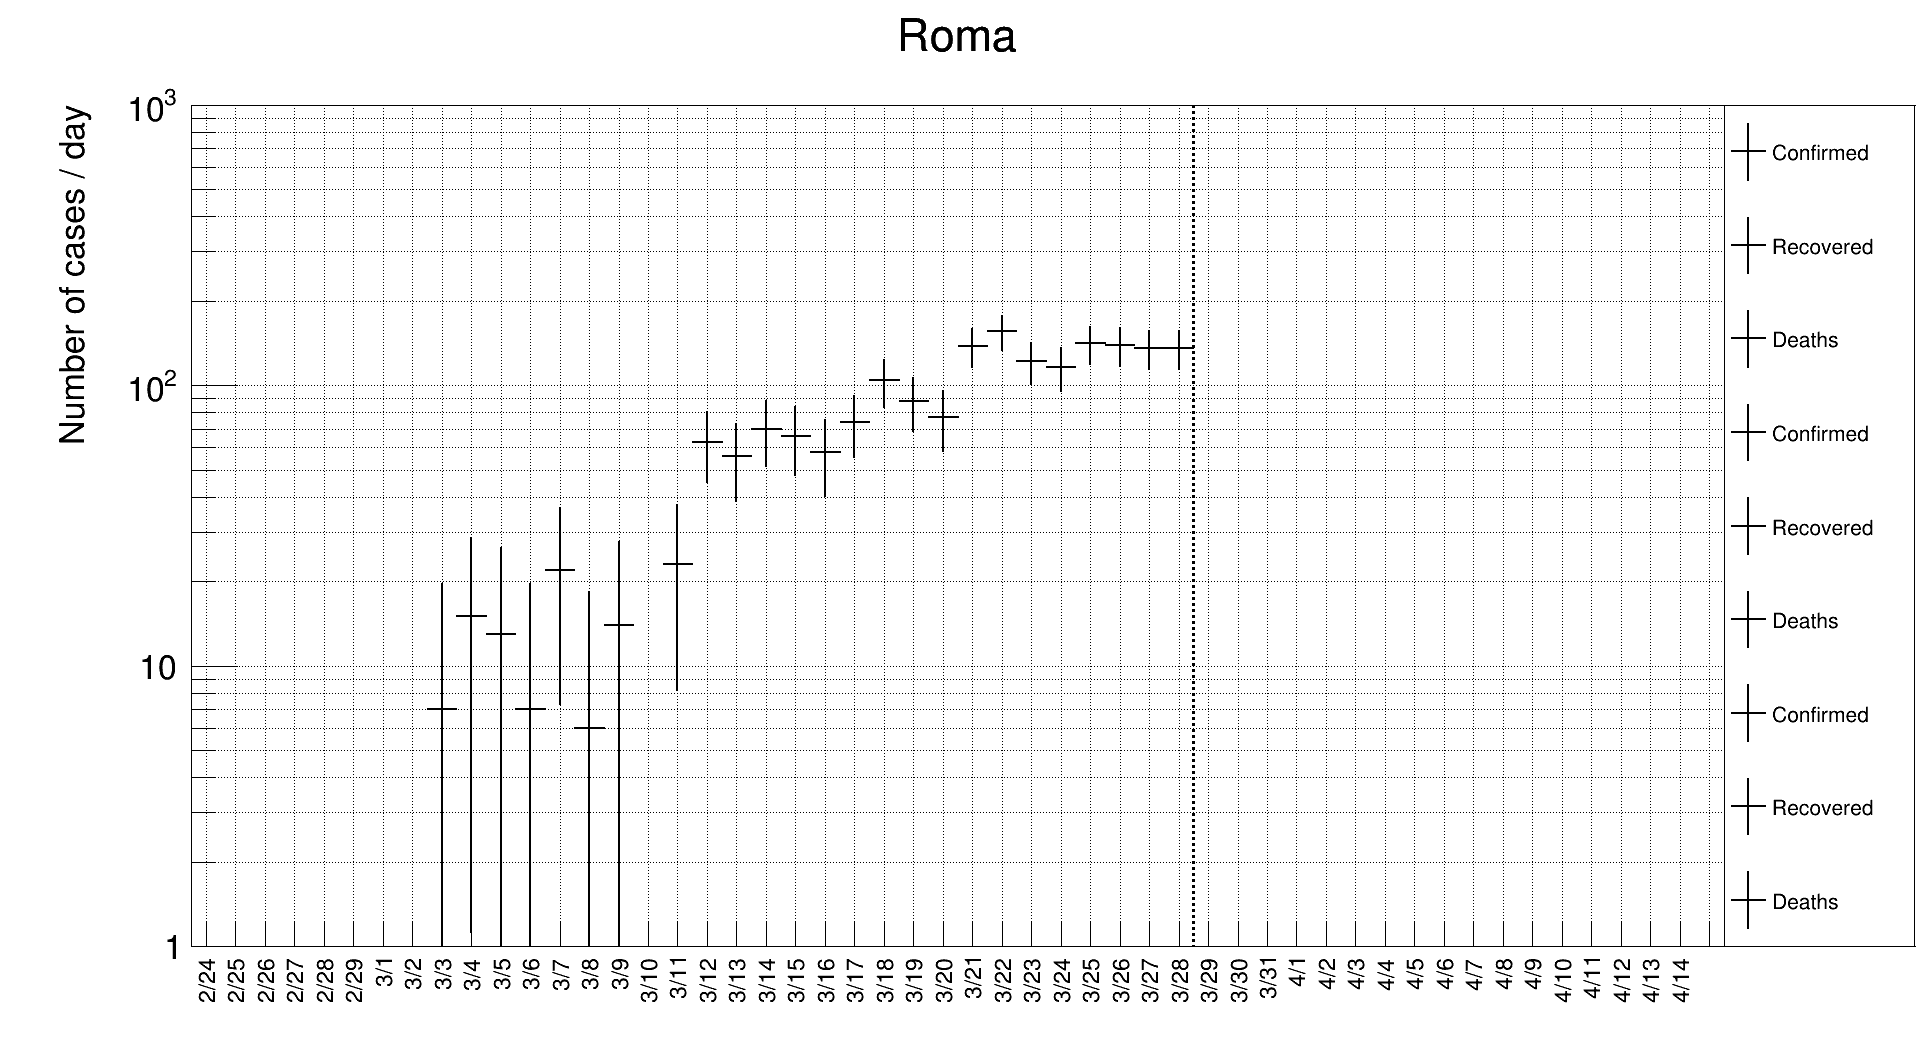 Roma
Number of cases / day
10³
10²
10
1
2/24 2/25 2/26 2/27 2/28 2/29 3/1 3/2 3/3 3/4 3/5 3/6 3/7 3/8 3/9 3/10 3/11 3/12 3/13 3/14 3/15 3/16 3/17 3/18 3/19 3/20 3/21 3/22 3/23 3/24 3/25 3/26 3/27 3/28 3/29 3/30 3/31 4/1 4/2 4/3 4/4 4/5 4/6 4/7 4/8 4/9 4/10 4/11 4/12 4/13 4/14
Confirmed
Recovered
Deaths
Confirmed
Recovered
Deaths
Confirmed
Recovered
Deaths